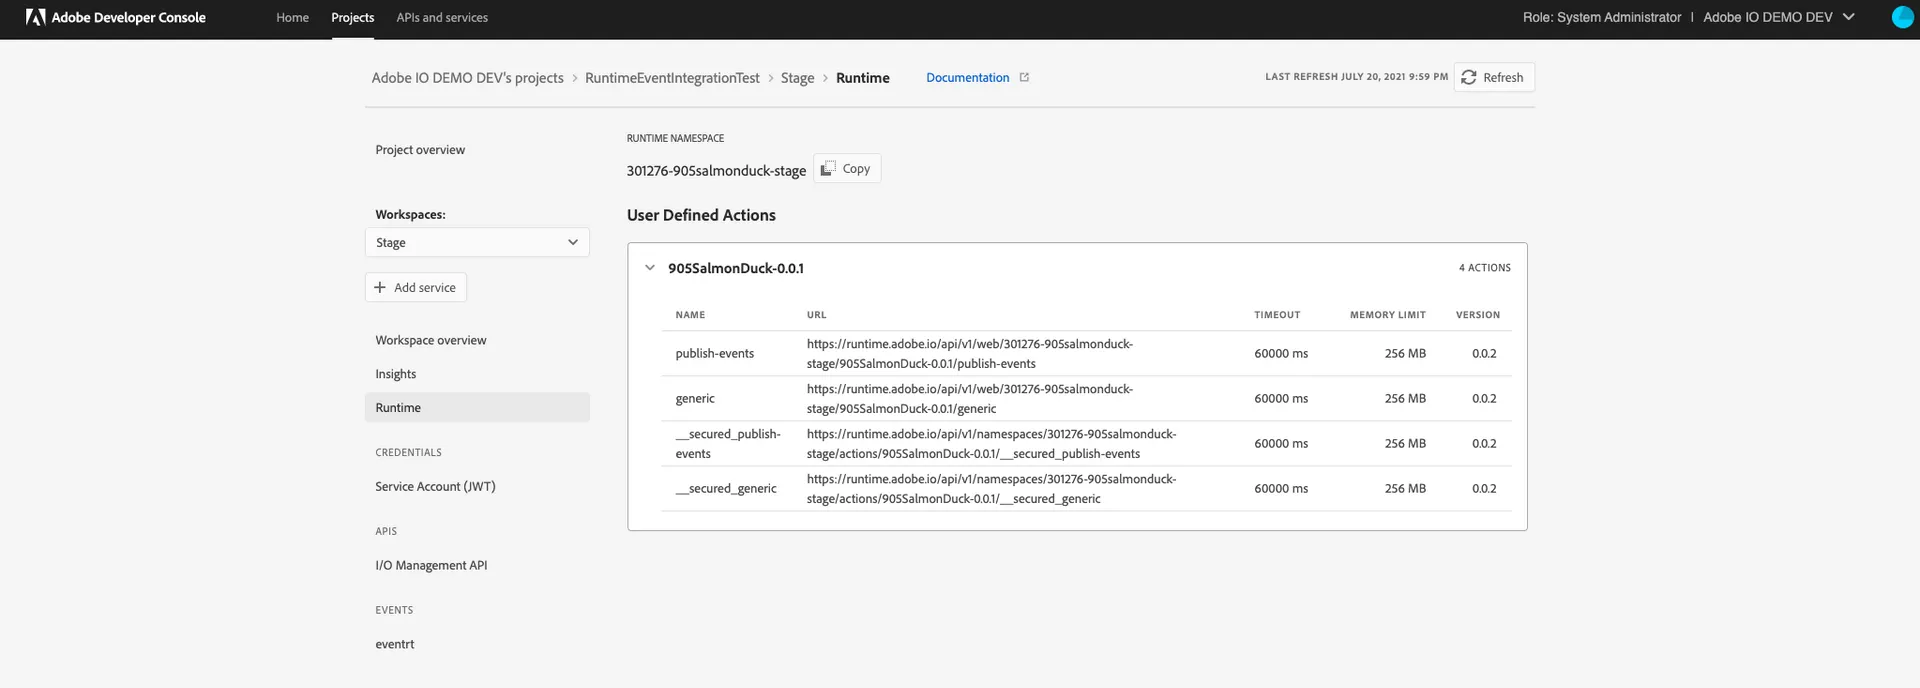 Adobe Developer Console
Home
Projects
APIs and services
Role: System Administrator | Adobe IO DEMO DEV
Adobe IO DEMO DEV's projects > RuntimeEventIntegrationTest > Stage > Runtime
Documentation
LAST REFRESH JULY 20, 2021 9:59 PM
Refresh
Project overview
Workspaces:
Stage
Add service
Workspace overview
Insights
Runtime
CREDENTIALS
Service Account (JWT)
APIS
I/O Management API
EVENTS
eventrt
RUNTIME NAMESPACE
301276-905salmonduck-stage
Copy
User Defined Actions
905SalmonDuck-0.0.1
4 ACTIONS
NAME URL TIMEOUT MEMORY LIMIT VERSION
publish-events
https://runtime.adobe.io/api/v1/web/301276-905salmonduck-
stage/905SalmonDuck-0.0.1/publish-events
60000 ms 256 MB 0.0.2
generic
https://runtime.adobe.io/api/v1/web/301276-905salmonduck-
stage/905SalmonDuck-0.0.1/generic
60000 ms 256 MB 0.0.2
__secured_publish-
events
https://runtime.adobe.io/api/v1/namespaces/301276-905salmonduck-
stage/actions/905SalmonDuck-0.0.1/__secured_publish-events
60000 ms 256 MB 0.0.2
__secured_generic
https://runtime.adobe.io/api/v1/namespaces/301276-905salmonduck-
stage/actions/905SalmonDuck-0.0.1/__secured_generic
60000 ms 256 MB 0.0.2